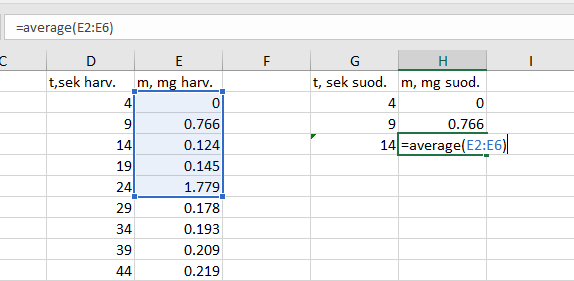 =average(E2:E6)
C D E F G H I
t,sek harv. m, mg harv. t, sek suod. m, mg suod.
4 0 4 0
9 0.766 9 0.766
14 0.124 14 =average(E2:E6)
19 0.145
24 1.779
29 0.178
34 0.193
39 0.209
44 0.219